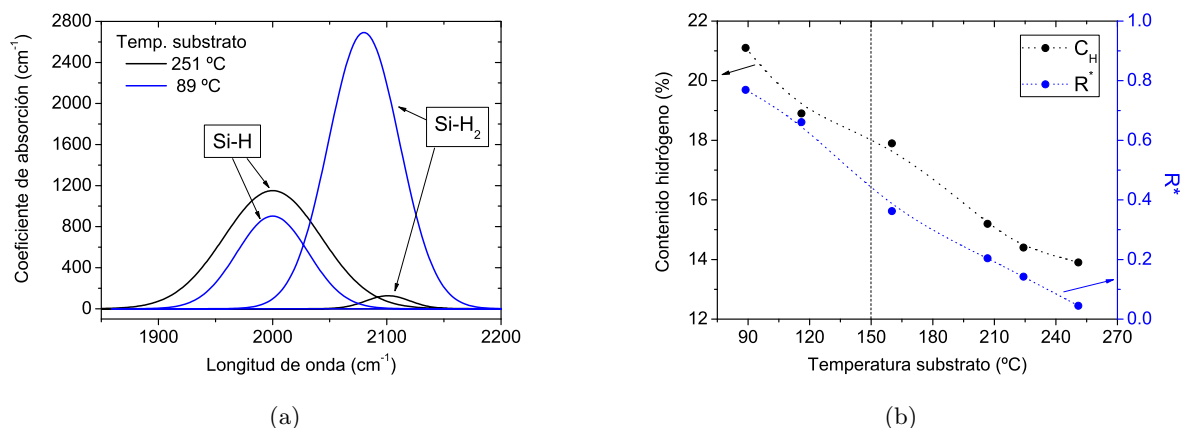 2800
2400
2000
1600
1200
800
400
0
Coeficiente de absorción (cm⁻¹)
Temp. substrato
251 ºC
89 ºC
Si-H
Si-H₂
1900
2000
2100
2200
Longitud de onda (cm⁻¹)
(a)
22
20
18
16
14
12
Contenido hidrógeno (%)
C_H
R*
1.0
0.8
0.6
0.4
0.2
0.0
R*
90
120
150
180
210
240
270
Temperatura substrato (ºC)
(b)